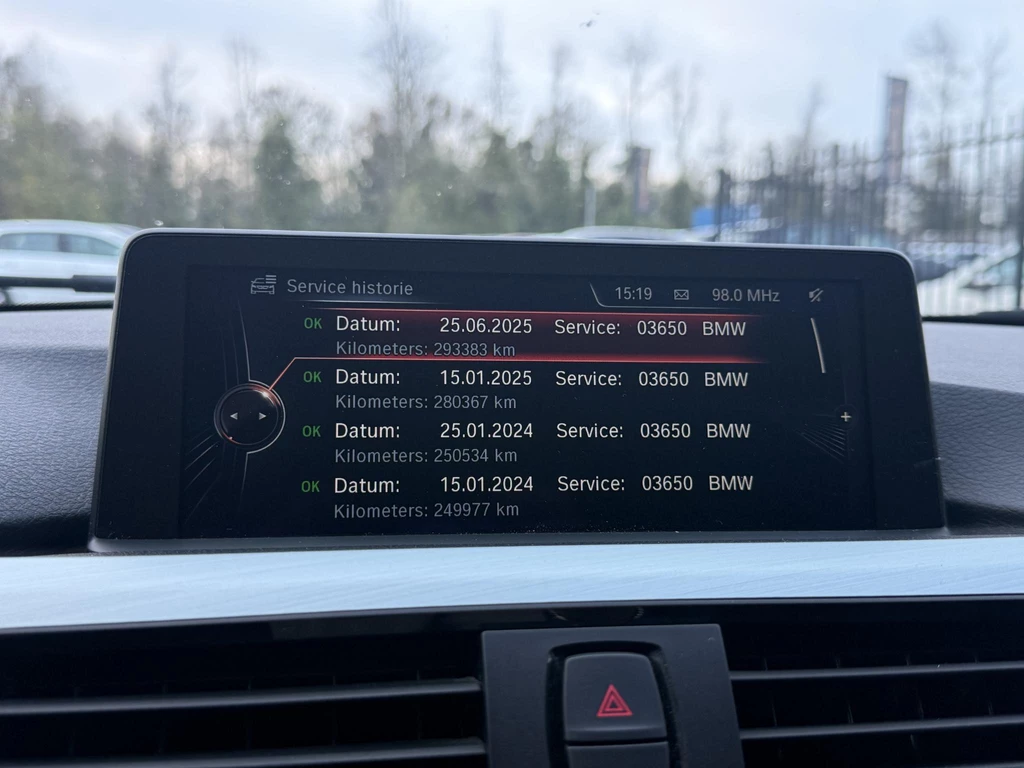 Service historie 15:19 98.0 MHz
OK Datum: 25.06.2025 Service: 03650 BMW
Kilometers: 293383 km
OK Datum: 15.01.2025 Service: 03650 BMW
Kilometers: 280367 km
OK Datum: 25.01.2024 Service: 03650 BMW
Kilometers: 250534 km
OK Datum: 15.01.2024 Service: 03650 BMW
Kilometers: 249977 km